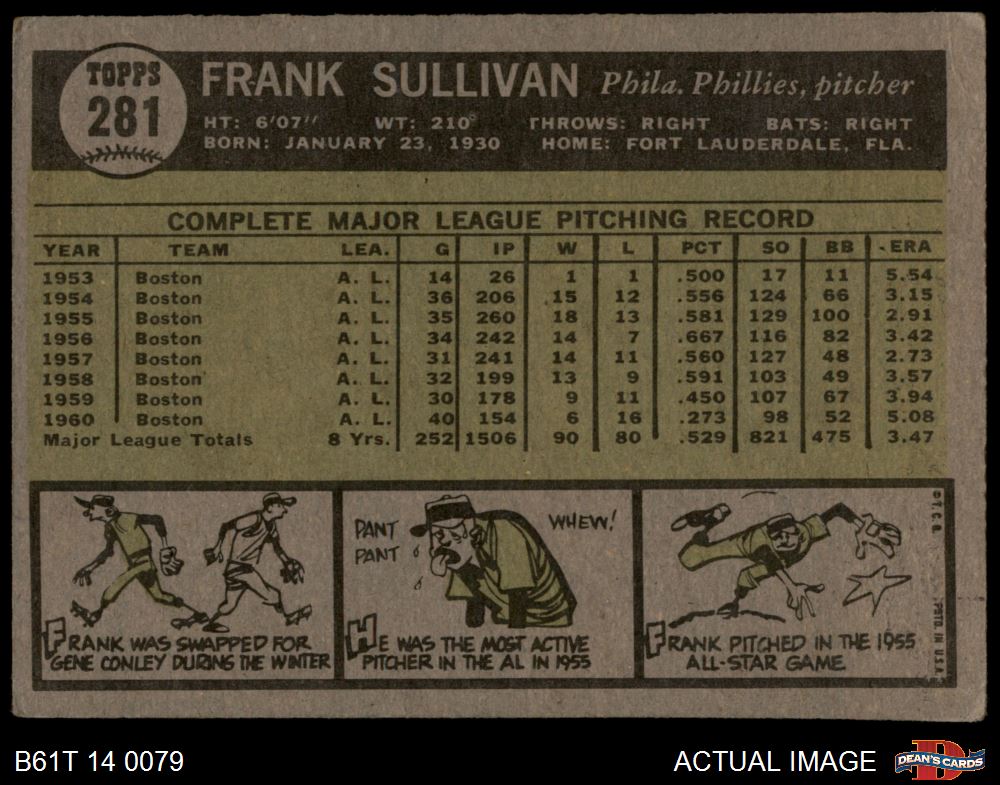 TOPPS
281
FRANK SULLIVAN Phila. Phillies, pitcher
HT: 6'07" WT: 210 THROWS: RIGHT BATS: RIGHT
BORN: JANUARY 23, 1930 HOME: FORT LAUDERDALE, FLA.
COMPLETE MAJOR LEAGUE PITCHING RECORD
YEAR TEAM LEA. G IP W L PCT SO BB ERA
1953 Boston A. L. 14 26 1 1 .500 17 11 5.54
1954 Boston A. L. 36 206 15 12 .556 124 66 3.15
1955 Boston A. L. 35 260 18 13 .581 129 100 2.91
1956 Boston A. L. 34 242 14 7 .667 116 82 3.42
1957 Boston A. L. 31 241 14 11 .560 127 48 2.73
1958 Boston A. L. 32 199 13 9 .591 103 49 3.57
1959 Boston A. L. 30 178 9 11 .450 107 67 3.94
1960 Boston A. L. 40 154 6 16 .273 98 52 5.08
Major League Totals 8 Yrs. 252 1506 90 80 .529 821 475 3.47
FRANK WAS SWAPPED FOR
GENE CONLEY DURING THE WINTER
PANT
PANT
WHEW!
HE WAS THE MOST ACTIVE
PITCHER IN THE AL IN 1955
FRANK PITCHED IN THE 1955
ALL-STAR GAME.
© T.C.G. PRTD. IN U.S.A.
B61T 14 0079
ACTUAL IMAGE
DEAN'S CARDS